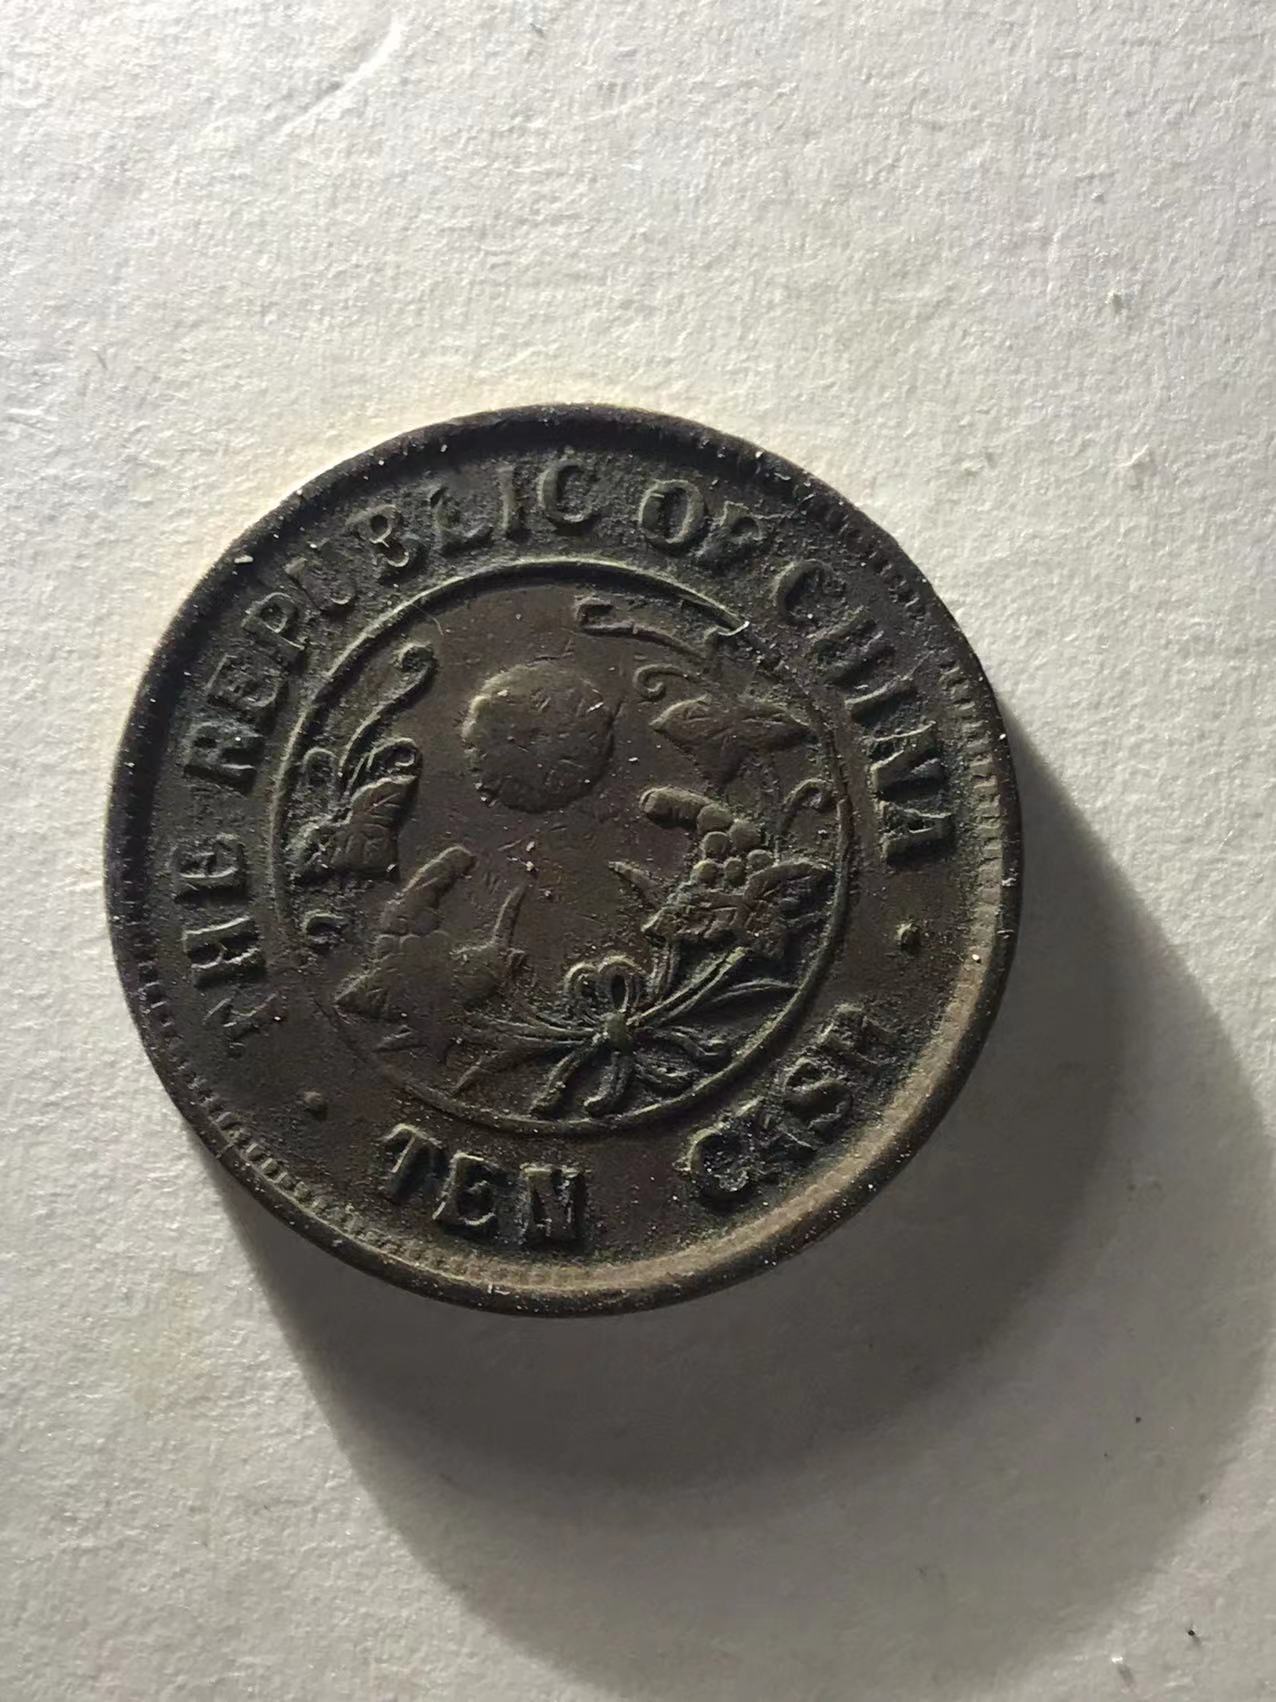 THE REPUBLIC OF CHINA
TEN CASH